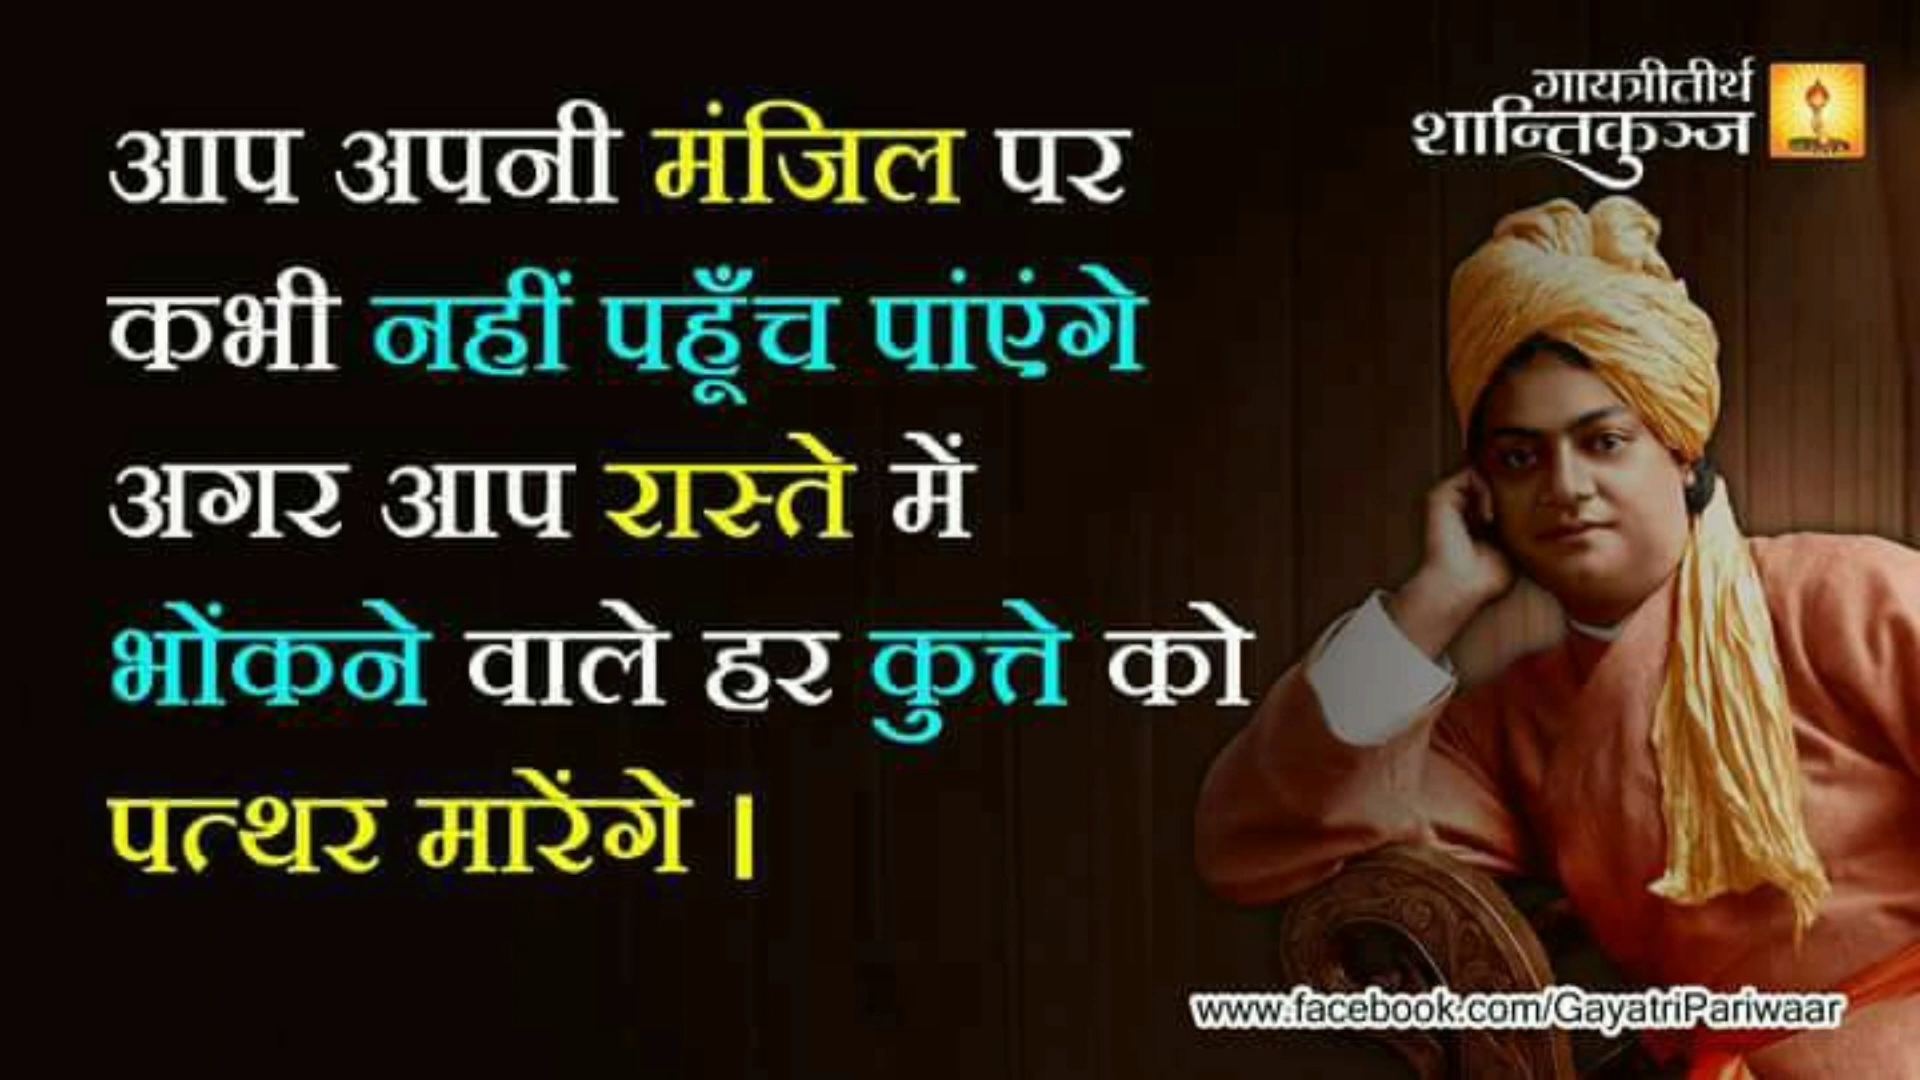 गायत्रीतीर्थ
शान्तिकुञ्ज
आप अपनी मंजिल पर
कभी नहीं पहूँच पांएंगे
अगर आप रास्ते में
भोंकने वाले हर कुत्ते को
पत्थर मारेंगे ।
www.facebook.com/GayatriPariwaar